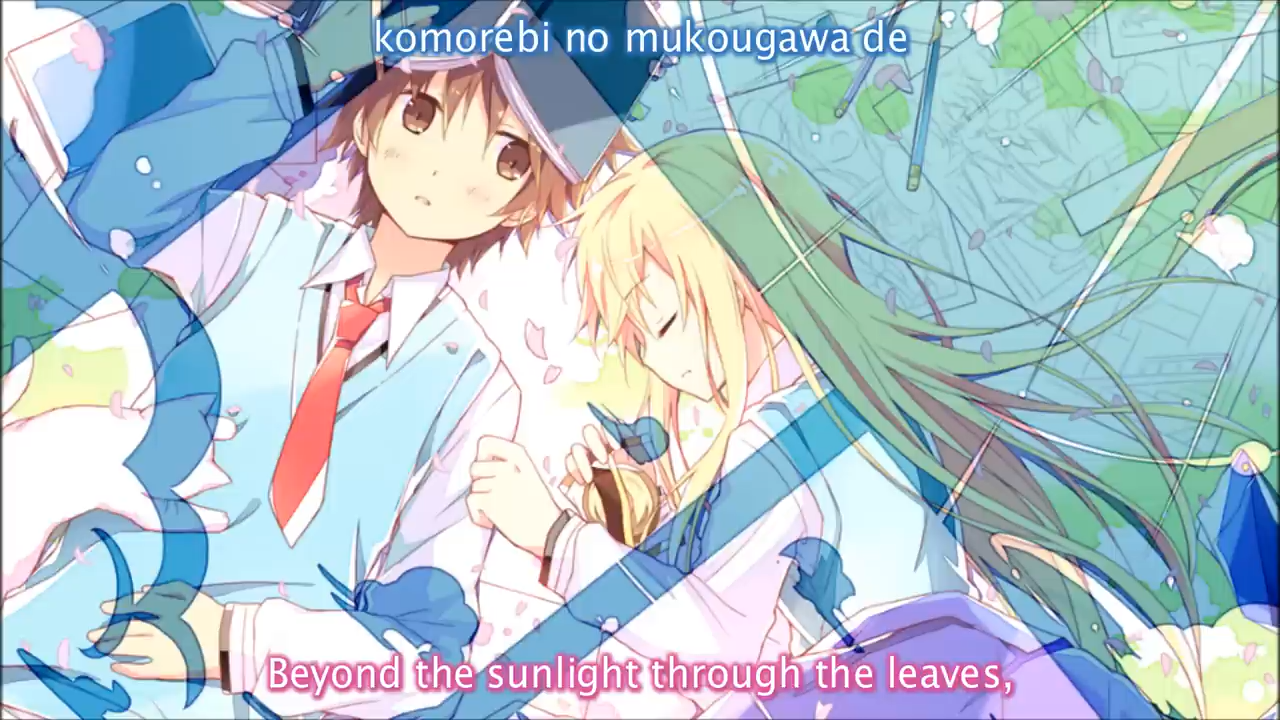 komorebi no mukougawa de
Beyond the sunlight through the leaves,